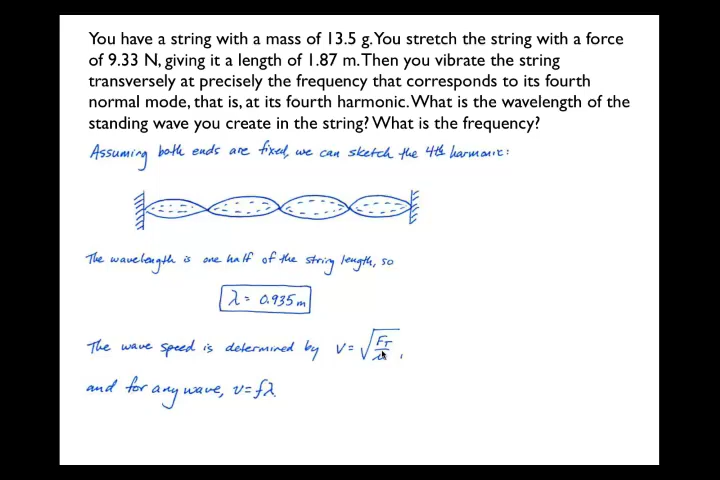 You have a string with a mass of 13.5 g. You stretch the string with a force
of 9.33 N, giving it a length of 1.87 m. Then you vibrate the string
transversely at precisely the frequency that corresponds to its fourth
normal mode, that is, at its fourth harmonic. What is the wavelength of the
standing wave you create in the string? What is the frequency?
Assuming both ends are fixed, we can sketch the 4th harmonic:
The wavelength is one half of the string length, so
λ = 0.935 m
The wave speed is determined by v = √(F_T/μ),
and for any wave, v = fλ.